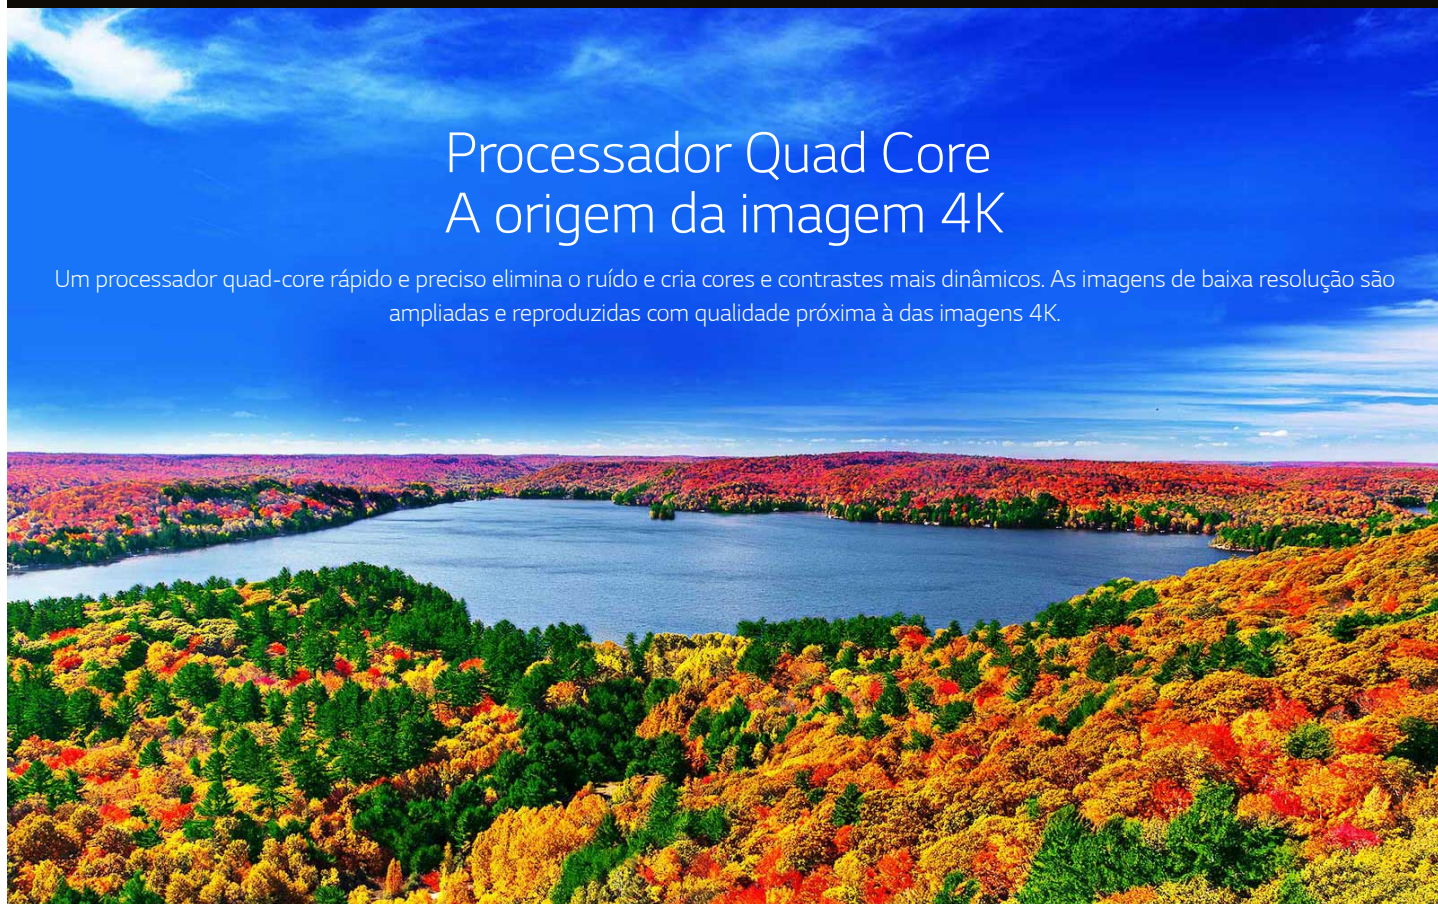 Processador Quad Core
A origem da imagem 4K
Um processador quad-core rápido e preciso elimina o ruído e cria cores e contrastes mais dinâmicos. As imagens de baixa resolução são
ampliadas e reproduzidas com qualidade próxima à das imagens 4K.